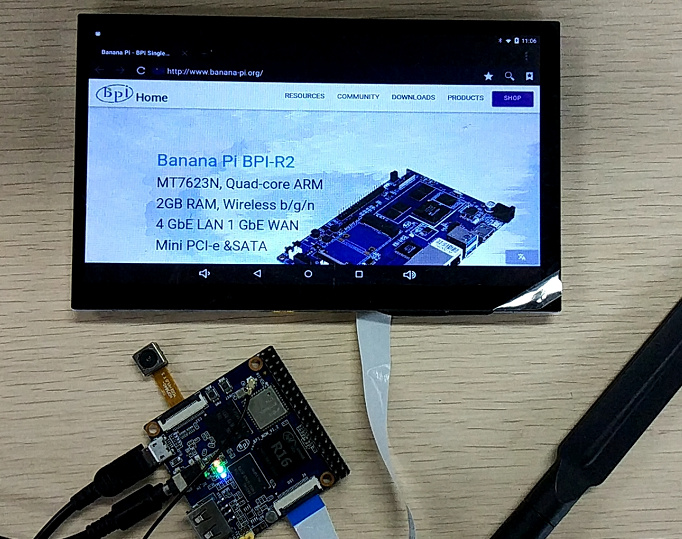 11:06
Banana Pi - BPI Single...
http://www.banana-pi.org/
bpi Home
RESOURCES COMMUNITY DOWNLOADS PRODUCTS SHOP
Banana Pi BPI-R2
MT7623N, Quad-core ARM
2GB RAM, Wireless b/g/n
4 GbE LAN 1 GbE WAN
Mini PCI-e &SATA
bpi
R16